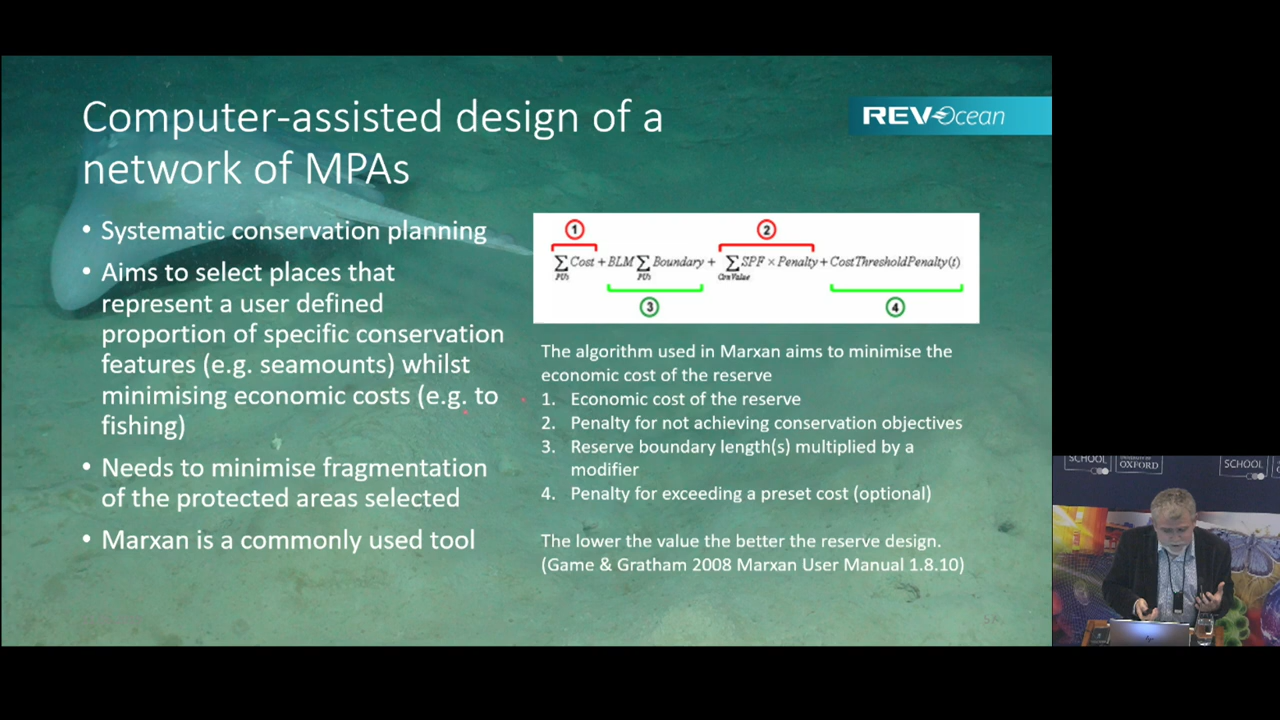 Computer-assisted design of a
network of MPAs
REV Ocean
• Systematic conservation planning
• Aims to select places that
represent a user defined
proportion of specific conservation
features (e.g. seamounts) whilst
minimising economic costs (e.g. to
fishing)
• Needs to minimise fragmentation
of the protected areas selected
• Marxan is a commonly used tool
1 2
∑ Cost + BLM ∑ Boundary + ∑ SPF × Penalty + CostThresholdPenalty(t)
PUs PUs ConValue
3 4
The algorithm used in Marxan aims to minimise the
economic cost of the reserve
1. Economic cost of the reserve
2. Penalty for not achieving conservation objectives
3. Reserve boundary length(s) multiplied by a
modifier
4. Penalty for exceeding a preset cost (optional)
The lower the value the better the reserve design.
(Game & Gratham 2008 Marxan User Manual 1.8.10)
SCHOOL
OXFORD
SCHOOL
hp